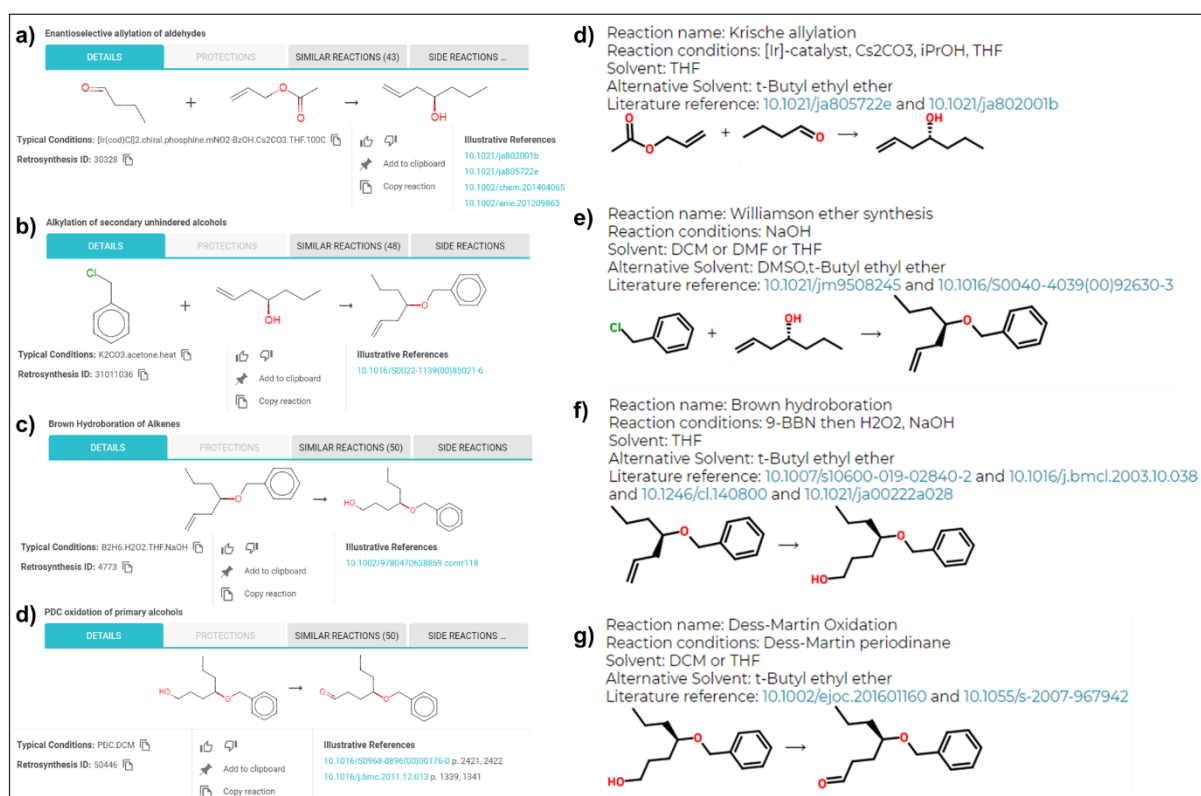 a) Enantioselective allylation of aldehydes
DETAILS PROTECTIONS SIMILAR REACTIONS (43) SIDE REACTIONS ...
O
+
O
O
OH
Typical Conditions: [Ir(cod)Cl]2.chiral.phosphine.mNO2-BzOH.Cs2CO3.THF.100C
Retrosynthesis ID: 30328
Add to clipboard
Copy reaction
Illustrative References
10.1021/ja802001b
10.1021/ja805722e
10.1002/chem.201404065
10.1002/anie.201209863
b) Alkylation of secondary unhindered alcohols
DETAILS PROTECTIONS SIMILAR REACTIONS (48) SIDE REACTIONS
Cl
+
OH
O
Typical Conditions: K2CO3.acetone.heat
Retrosynthesis ID: 31011036
Add to clipboard
Copy reaction
Illustrative References
10.1016/S0022-1139(00)85021-6
c) Brown Hydroboration of Alkenes
DETAILS PROTECTIONS SIMILAR REACTIONS (50) SIDE REACTIONS
O
HO
O
Typical Conditions: B2H6.H2O2.THF.NaOH
Retrosynthesis ID: 4773
Add to clipboard
Copy reaction
Illustrative References
10.1002/9780470638859.conrr118
d) PDC oxidation of primary alcohols
DETAILS PROTECTIONS SIMILAR REACTIONS (50) SIDE REACTIONS ...
HO
O
O
O
Typical Conditions: PDC.DCM
Retrosynthesis ID: 50446
Add to clipboard
Copy reaction
Illustrative References
10.1016/S0968-0896(00)00176-0 p. 2421, 2422
10.1016/j.bmc.2011.12.013 p. 1339, 1341
d) Reaction name: Krische allylation
Reaction conditions: [Ir]-catalyst, Cs2CO3, iPrOH, THF
Solvent: THF
Alternative Solvent: t-Butyl ethyl ether
Literature reference: 10.1021/ja805722e and 10.1021/ja802001b
O
O
+
O
OH
e) Reaction name: Williamson ether synthesis
Reaction conditions: NaOH
Solvent: DCM or DMF or THF
Alternative Solvent: DMSO,t-Butyl ethyl ether
Literature reference: 10.1021/jm9508245 and 10.1016/S0040-4039(00)92630-3
Cl
+
OH
O
f) Reaction name: Brown hydroboration
Reaction conditions: 9-BBN then H2O2, NaOH
Solvent: THF
Alternative Solvent: t-Butyl ethyl ether
Literature reference: 10.1007/s10600-019-02840-2 and 10.1016/j.bmcl.2003.10.038
and 10.1246/cl.140800 and 10.1021/ja00222a028
O
HO
O
g) Reaction name: Dess-Martin Oxidation
Reaction conditions: Dess-Martin periodinane
Solvent: DCM or THF
Alternative Solvent: t-Butyl ethyl ether
Literature reference: 10.1002/ejoc.201601160 and 10.1055/s-2007-967942
HO
O
O
O